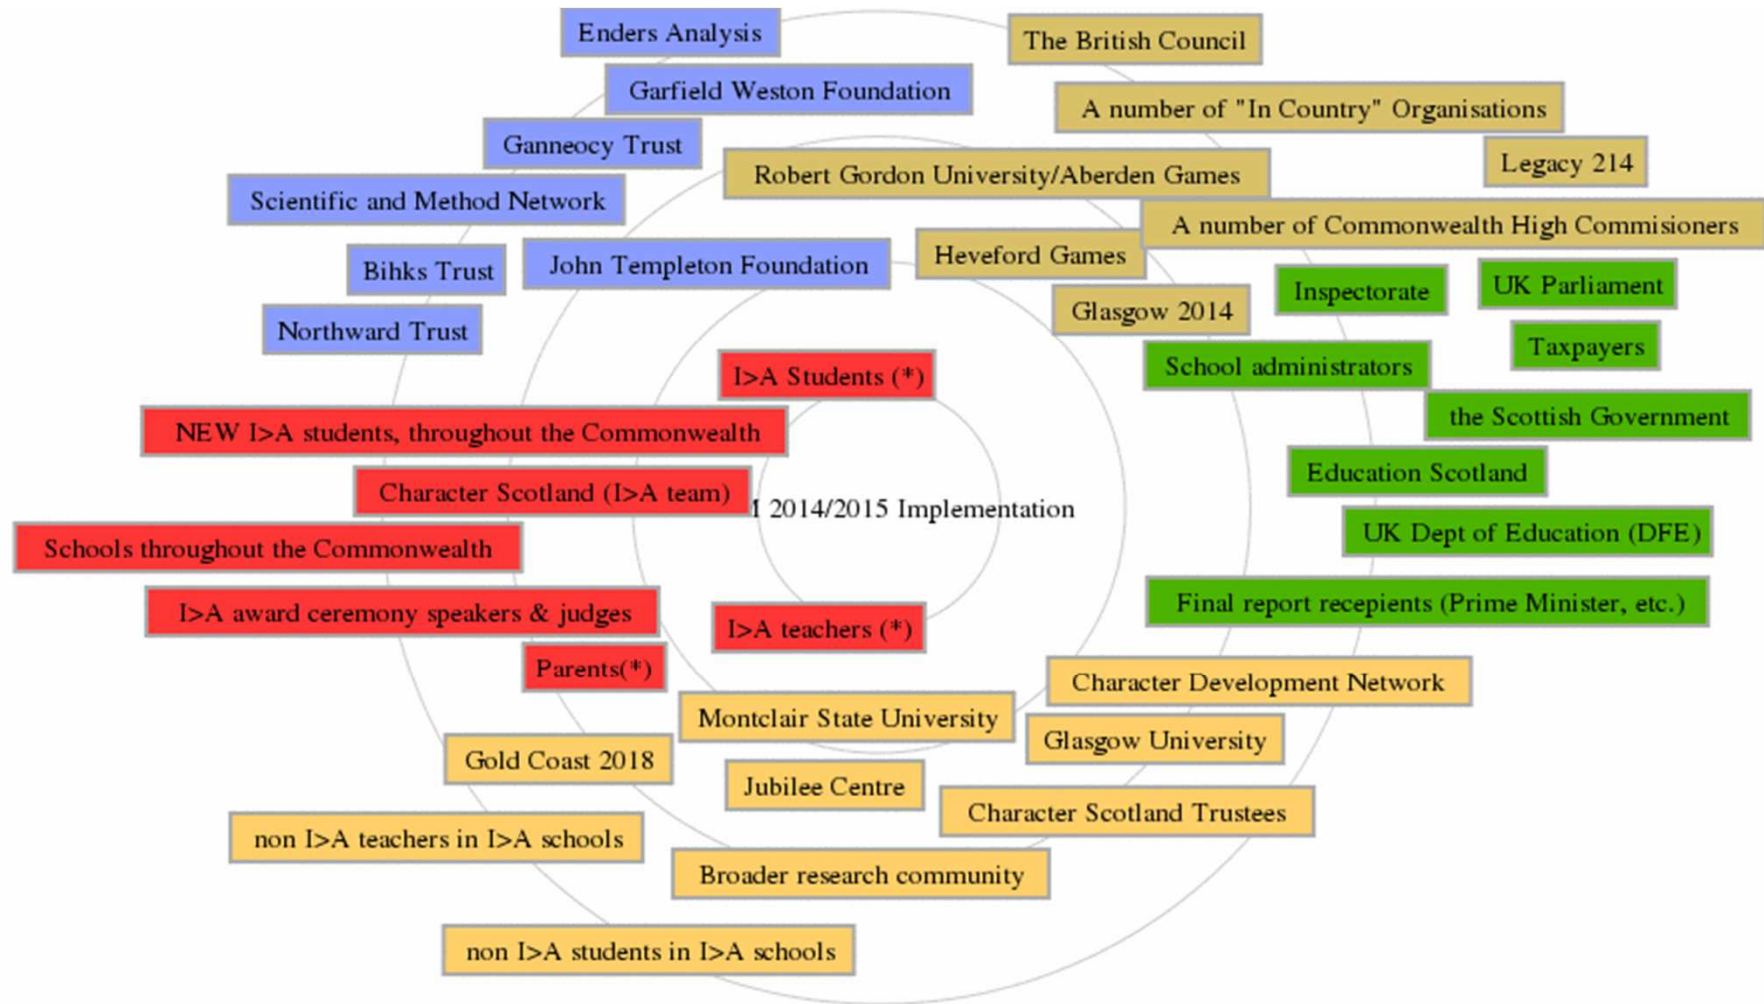 Enders Analysis
The British Council
Garfield Weston Foundation
A number of "In Country" Organisations
Ganneocy Trust
Legacy 214
Robert Gordon University/Aberden Games
Scientific and Method Network
A number of Commonwealth High Commisioners
Heveford Games
John Templeton Foundation
Bihks Trust
Inspectorate
UK Parliament
Glasgow 2014
Northward Trust
Taxpayers
School administrators
I>A Students (*)
the Scottish Government
NEW I>A students, throughout the Commonwealth
Education Scotland
Character Scotland (I>A team)
2014/2015 Implementation
UK Dept of Education (DFE)
Schools throughout the Commonwealth
Final report recepients (Prime Minister, etc.)
I>A award ceremony speakers & judges
I>A teachers (*)
Parents(*)
Character Development Network
Montclair State University
Glasgow University
Gold Coast 2018
Jubilee Centre
Character Scotland Trustees
non I>A teachers in I>A schools
Broader research community
non I>A students in I>A schools